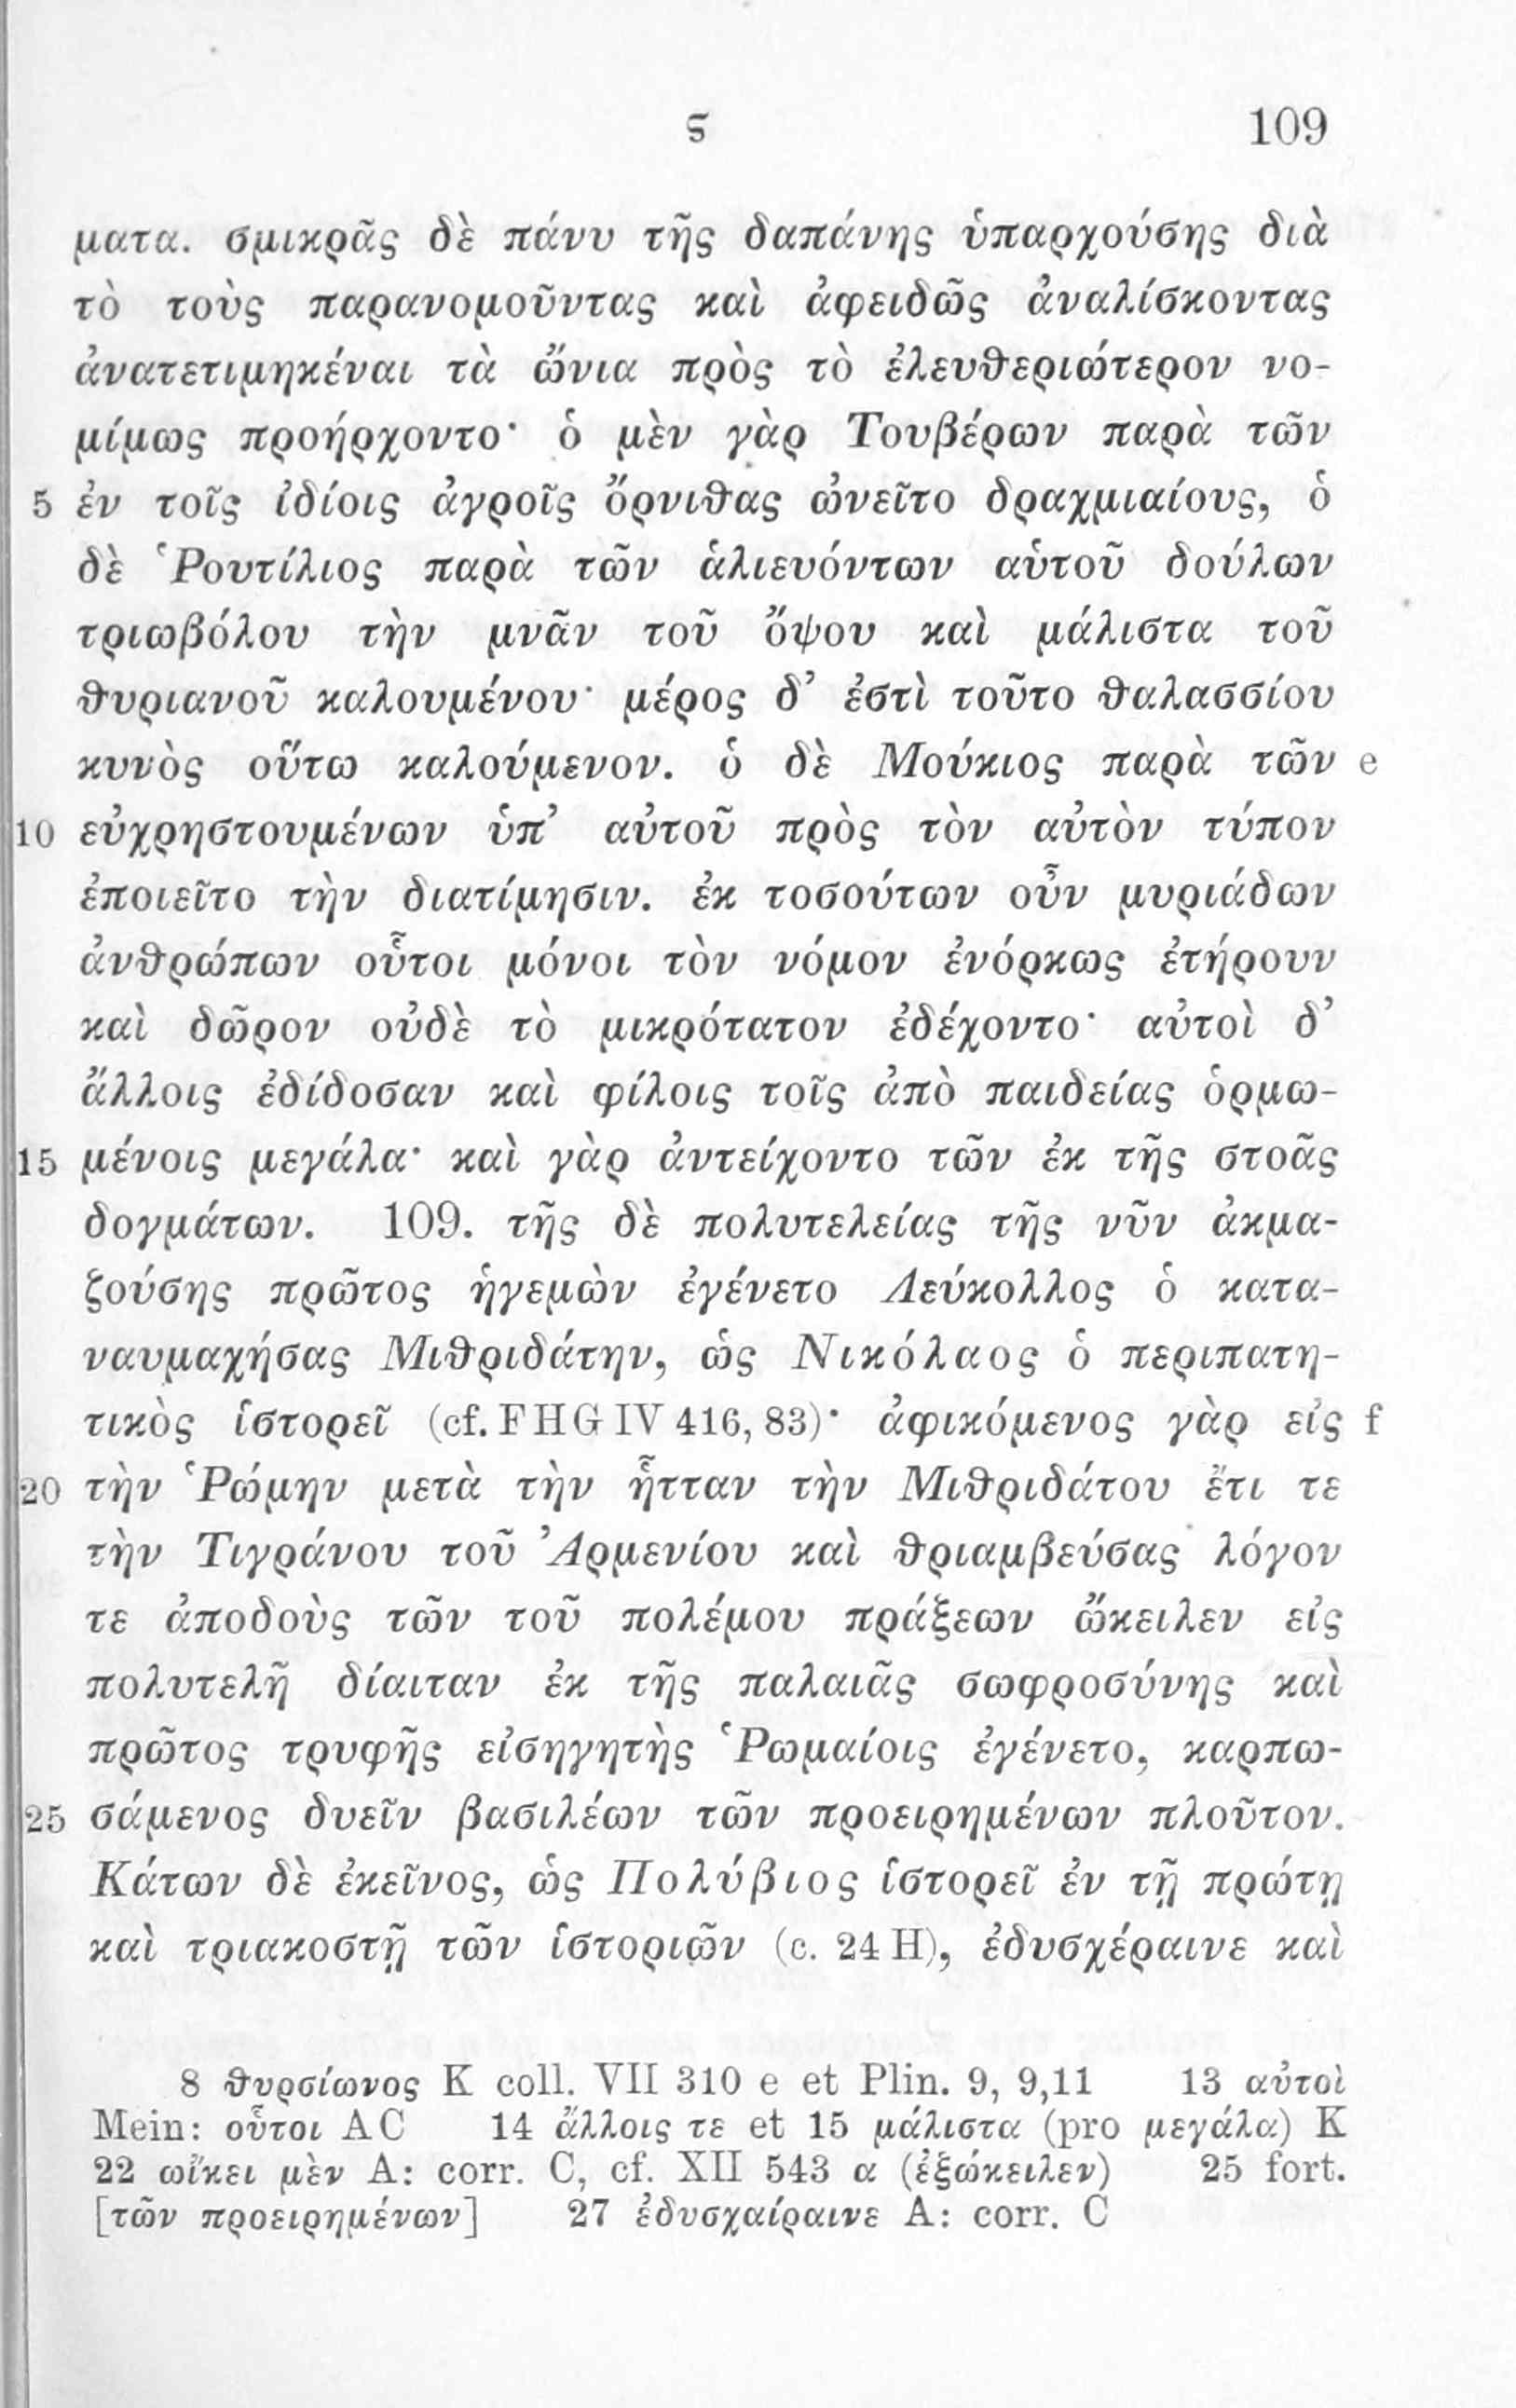 ϛ 109
ματα. σμικρᾶς δὲ πάνυ τῆς δαπάνης ὑπαρχούσης διὰ
τὸ τοὺς παρανομοῦντας καὶ ἀφειδῶς ἀναλίσκοντας
ἀνατετιμηκέναι τὰ ὤνια πρὸς τὸ ἐλευθεριώτερον νο-
μίμως προήρχοντο· ὁ μὲν γὰρ Τουβέρων παρὰ τῶν
5 ἐν τοῖς ἰδίοις ἀγροῖς ὄρνιθας ὠνεῖτο δραχμιαίους, ὁ
δὲ Ῥουτίλιος παρὰ τῶν ἁλιευόντων αὑτοῦ δούλων
τριωβόλου τὴν μνᾶν τοῦ ὄψου καὶ μάλιστα τοῦ
θυριανοῦ καλουμένου· μέρος δ’ ἐστὶ τοῦτο θαλασσίου
κυνὸς οὕτω καλούμενον. ὁ δὲ Μούκιος παρὰ τῶν e
10 εὐχρηστουμένων ὑπ’ αὐτοῦ πρὸς τὸν αὐτὸν τύπον
ἐποιεῖτο τὴν διατίμησιν. ἐκ τοσούτων οὖν μυριάδων
ἀνθρώπων οὗτοι μόνοι τὸν νόμον ἐνόρκως ἐτήρουν
καὶ δῶρον οὐδὲ τὸ μικρότατον ἐδέχοντο· αὐτοὶ δ’
ἄλλοις ἐδίδοσαν καὶ φίλοις τοῖς ἀπὸ παιδείας ὁρμω-
15 μένοις μεγάλα· καὶ γὰρ ἀντείχοντο τῶν ἐκ τῆς στοᾶς
δογμάτων. 109. τῆς δὲ πολυτελείας τῆς νῦν ἀκμα-
ζούσης πρῶτος ἡγεμὼν ἐγένετο Λεύκολλος ὁ κατα-
ναυμαχήσας Μιθριδάτην, ὡς Νικόλαος ὁ περιπατη-
τικὸς ἱστορεῖ (cf. FHG IV 416, 83)· ἀφικόμενος γὰρ εἰς f
20 τὴν Ῥώμην μετὰ τὴν ἧτταν τὴν Μιθριδάτου ἔτι τε
τὴν Τιγράνου τοῦ Ἀρμενίου καὶ θριαμβεύσας λόγον
τε ἀποδοὺς τῶν τοῦ πολέμου πράξεων ὤκειλεν εἰς
πολυτελῆ δίαιταν ἐκ τῆς παλαιᾶς σωφροσύνης καὶ
πρῶτος τρυφῆς εἰσηγητὴς Ῥωμαίοις ἐγένετο, καρπω-
25 σάμενος δυεῖν βασιλέων τῶν προειρημένων πλοῦτον.
Κάτων δὲ ἐκεῖνος, ὡς Πολύβιος ἱστορεῖ ἐν τῇ πρώτῃ
καὶ τριακοστῇ τῶν ἱστοριῶν (c. 24 H), ἐδυσχέραινε καὶ
8 θυρσίωνος K coll. VII 310 e et Plin. 9, 9,11 13 αὐτοὶ
Mein: οὗτοι AC 14 ἄλλοις τε et 15 μάλιστα (pro μεγάλα) K
22 ωἴκει μὲν A: corr. C, cf. XII 543 α (ἐξώκειλεν) 25 fort.
[τῶν προειρημένων] 27 ἐδυσχαίραινε A: corr. C